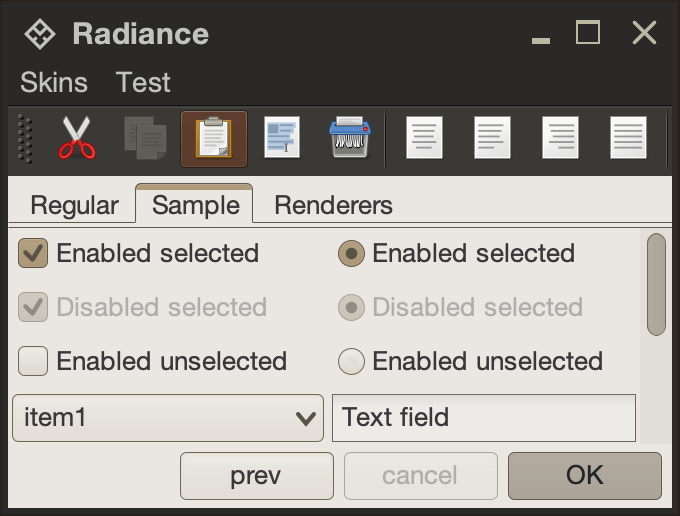 Radiance
Skins Test
Regular Sample Renderers
Enabled selected Enabled selected
Disabled selected Disabled selected
Enabled unselected Enabled unselected
item1 Text field
prev cancel OK